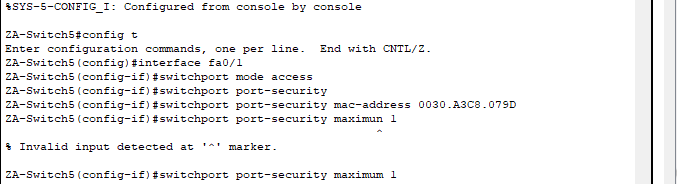 %SYS-5-CONFIG_I: Configured from console by console
ZA-Switch5#config t
Enter configuration commands, one per line.  End with CNTL/Z.
ZA-Switch5(config)#interface fa0/1
ZA-Switch5(config-if)#switchport mode access
ZA-Switch5(config-if)#switchport port-security
ZA-Switch5(config-if)#switchport port-security mac-address 0030.A3C8.079D
ZA-Switch5(config-if)#switchport port-security maximun 1
^
% Invalid input detected at '^' marker.
ZA-Switch5(config-if)#switchport port-security maximum 1